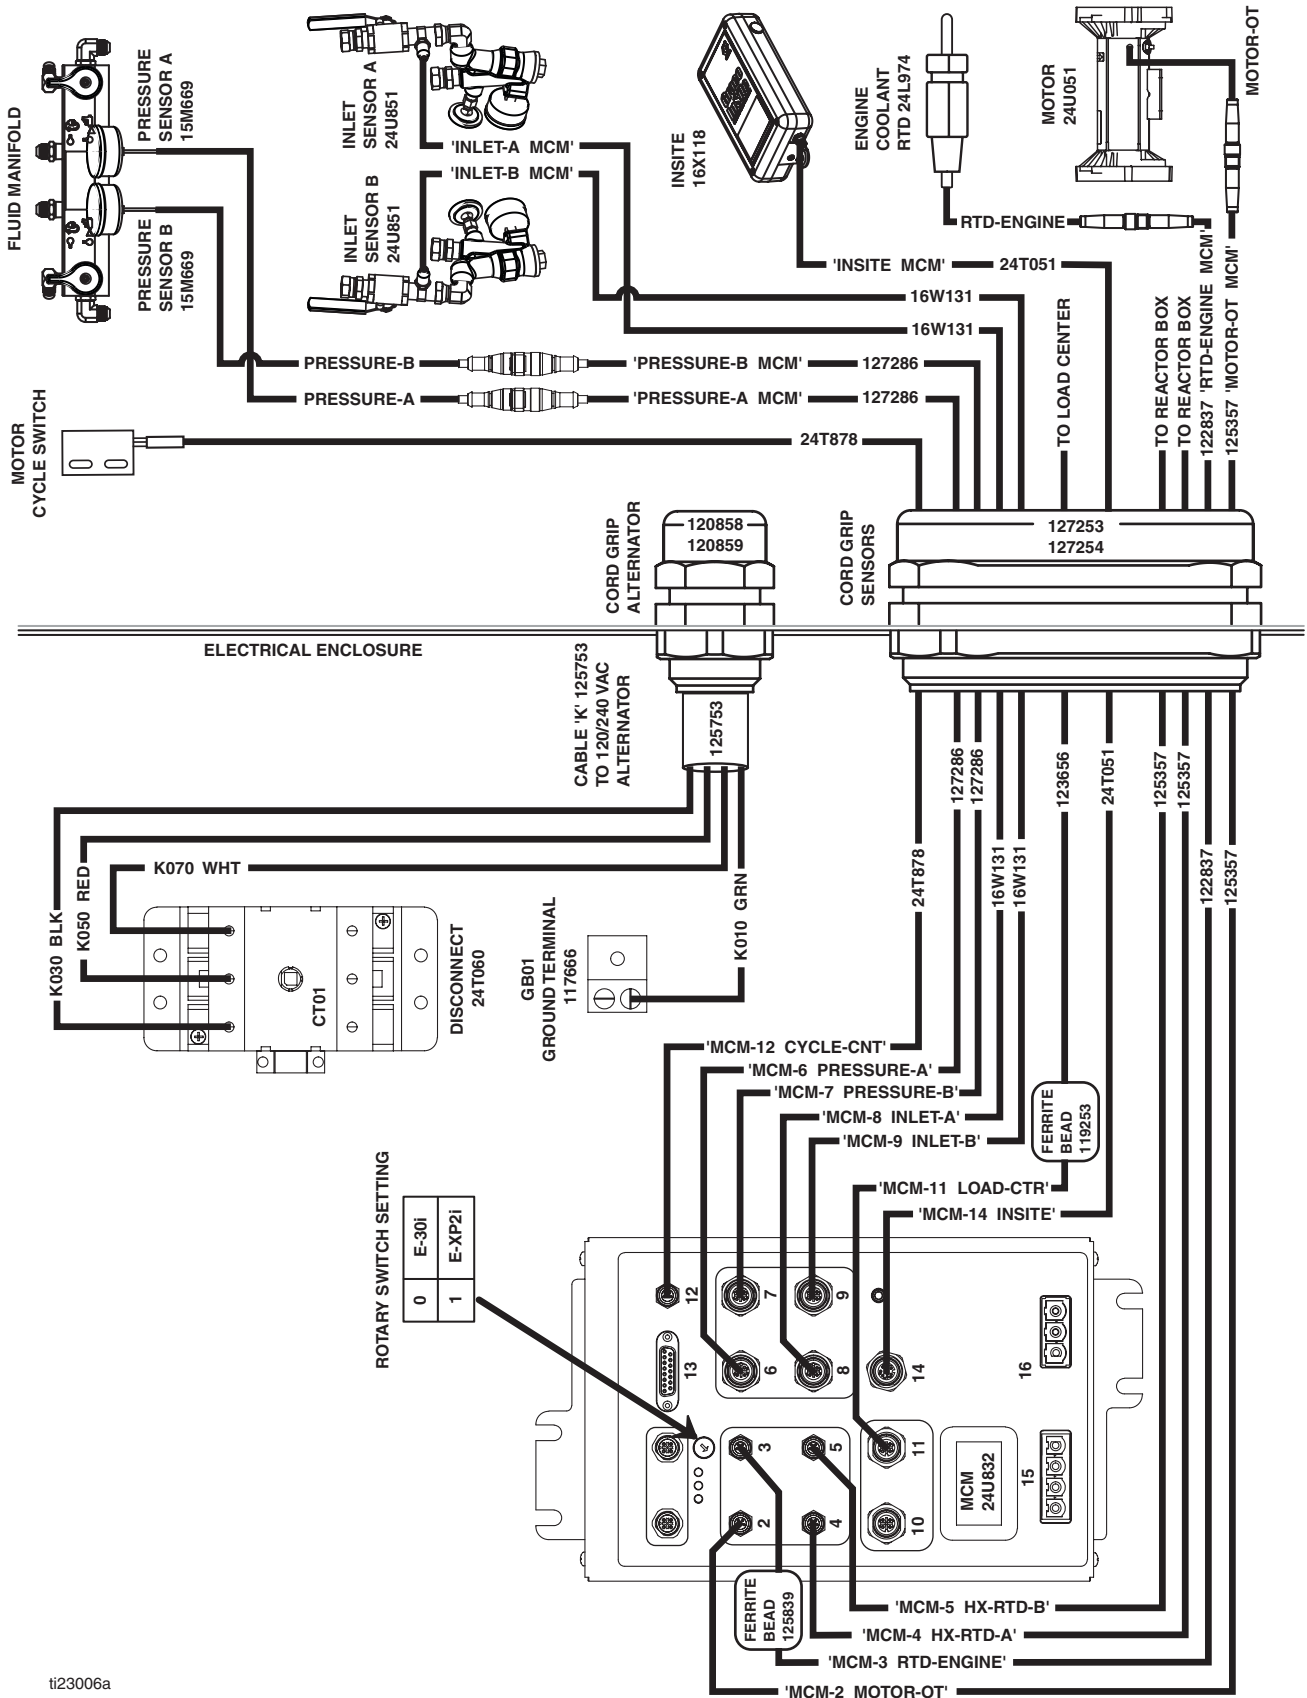 FLUID MANIFOLD
PRESSURE
SENSOR A
15M669
PRESSURE
SENSOR B
15M669
INLET
SENSOR A
24U851
INLET
SENSOR B
24U851
'INLET-A MCM'
'INLET-B MCM'
INSITE
16X118
ENGINE
COOLANT
RTD 24L974
MOTOR
24U051
MOTOR-OT
RTD-ENGINE
'INSITE MCM'
24T051
16W131
16W131
PRESSURE-B
'PRESSURE-B MCM'
127286
PRESSURE-A
'PRESSURE-A MCM'
127286
MOTOR
CYCLE SWITCH
24T878
TO LOAD CENTER
TO REACTOR BOX
TO REACTOR BOX
122837 'RTD-ENGINE MCM'
125357 'MOTOR-OT MCM'
CORD GRIP
ALTERNATOR
120858
120859
CORD GRIP
SENSORS
127253
127254
ELECTRICAL ENCLOSURE
CABLE 'K' 125753
TO 120/240 VAC
ALTERNATOR
125753
24T878
127286
127286
16W131
16W131
123656
24T051
125357
125357
122837
125357
K030 BLK
K050 RED
K070 WHT
K010 GRN
CT01
DISCONNECT
24T060
GB01
GROUND TERMINAL
117666
'MCM-12 CYCLE-CNT'
'MCM-6 PRESSURE-A'
'MCM-7 PRESSURE-B'
'MCM-8 INLET-A'
'MCM-9 INLET-B'
FERRITE
BEAD
119253
'MCM-11 LOAD-CTR'
'MCM-14 INSITE'
ROTARY SWITCH SETTING
0 E-30i
1 E-XP2i
12
7
9
13
6
8
14
16
3
5
11
2
4
10
MCM
24U832
15
FERRITE
BEAD
125839
'MCM-5 HX-RTD-B'
'MCM-4 HX-RTD-A'
'MCM-3 RTD-ENGINE'
'MCM-2 MOTOR-OT'
ti23006a